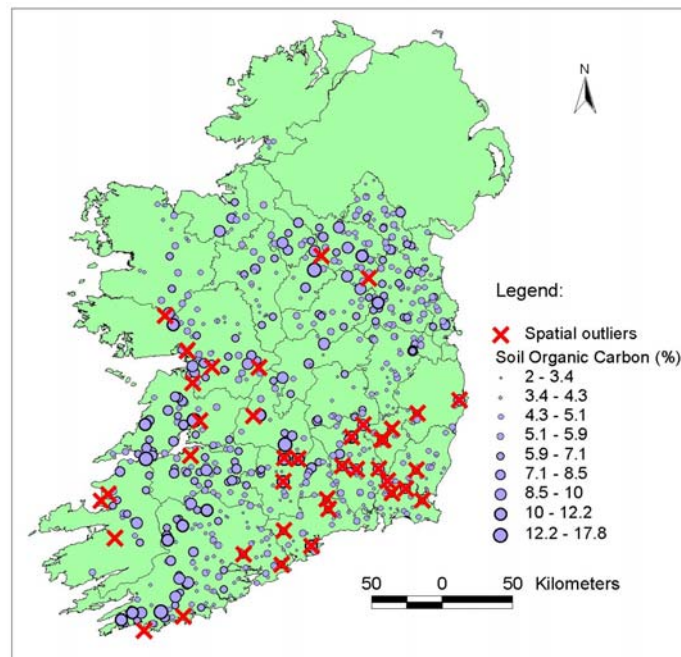 N
Legend:
Spatial outliers
Soil Organic Carbon (%)
2 - 3.4
3.4 - 4.3
4.3 - 5.1
5.1 - 5.9
5.9 - 7.1
7.1 - 8.5
8.5 - 10
10 - 12.2
12.2 - 17.8
50 0 50 Kilometers